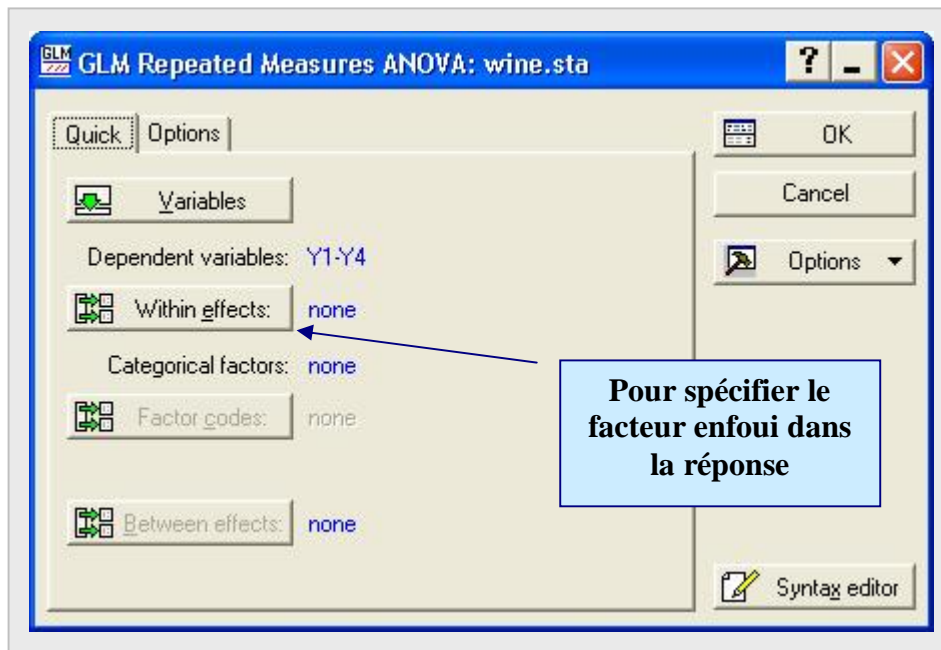 GLM GLM Repeated Measures ANOVA: wine.sta
Quick Options
OK
Variables
Cancel
Dependent variables: Y1-Y4
Options
Within effects: none
Categorical factors: none
Factor codes: none
Between effects: none
Pour spécifier le
facteur enfoui dans
la réponse
Syntax editor